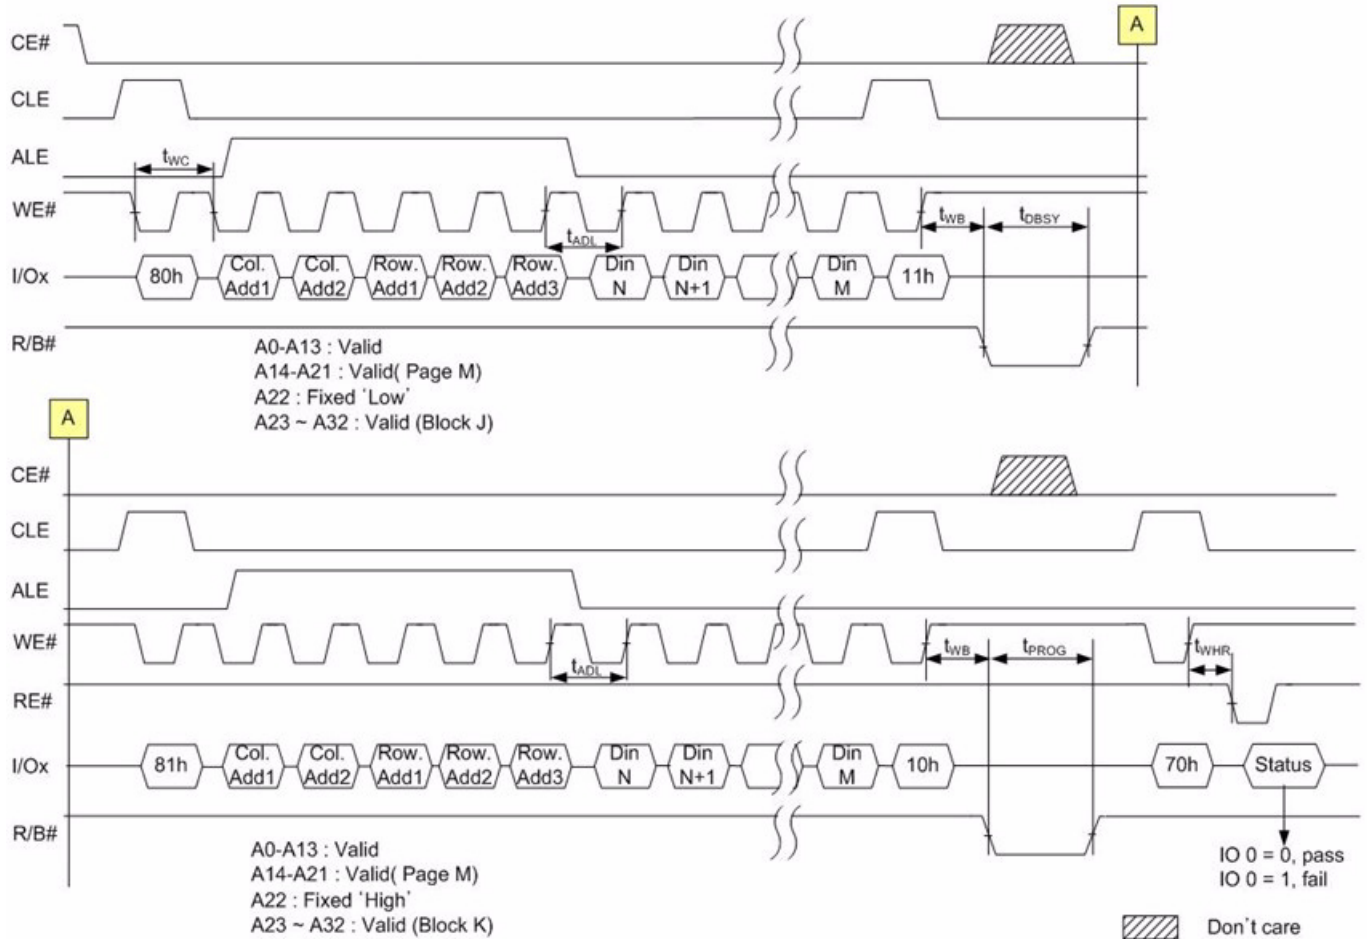 A
CE#
CLE
ALE
tWC
WE#
tADL
tWB
tDBSY
I/Ox
80h
Col. Add1
Col. Add2
Row. Add1
Row. Add2
Row. Add3
Din N
Din N+1
Din M
11h
R/B#
A0-A13 : Valid
A14-A21 : Valid( Page M)
A22 : Fixed ‘Low’
A23 ~ A32 : Valid (Block J)
A
CE#
CLE
ALE
WE#
tADL
tWB
tPROG
tWHR
RE#
I/Ox
81h
Col. Add1
Col. Add2
Row. Add1
Row. Add2
Row. Add3
Din N
Din N+1
Din M
10h
70h
Status
R/B#
IO 0 = 0, pass
IO 0 = 1, fail
A0-A13 : Valid
A14-A21 : Valid( Page M)
A22 : Fixed ‘High’
A23 ~ A32 : Valid (Block K)
Don’t care